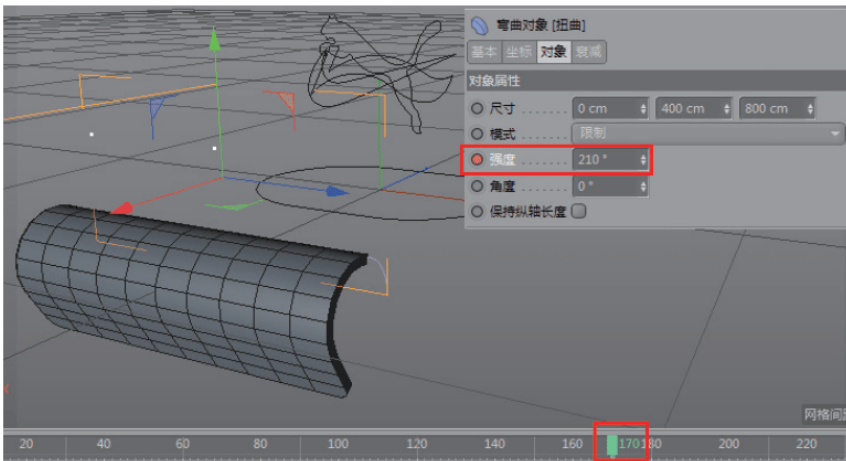 弯曲对象 [扭曲]
基本 坐标 对象 衰减
对象属性
尺寸 ........ 0 cm 400 cm 800 cm
模式 ........ 限制
强度 ........ 210 °
角度 ........ 0 °
保持纵轴长度
网格间
20 40 60 80 100 120 140 160 170 180 200 220